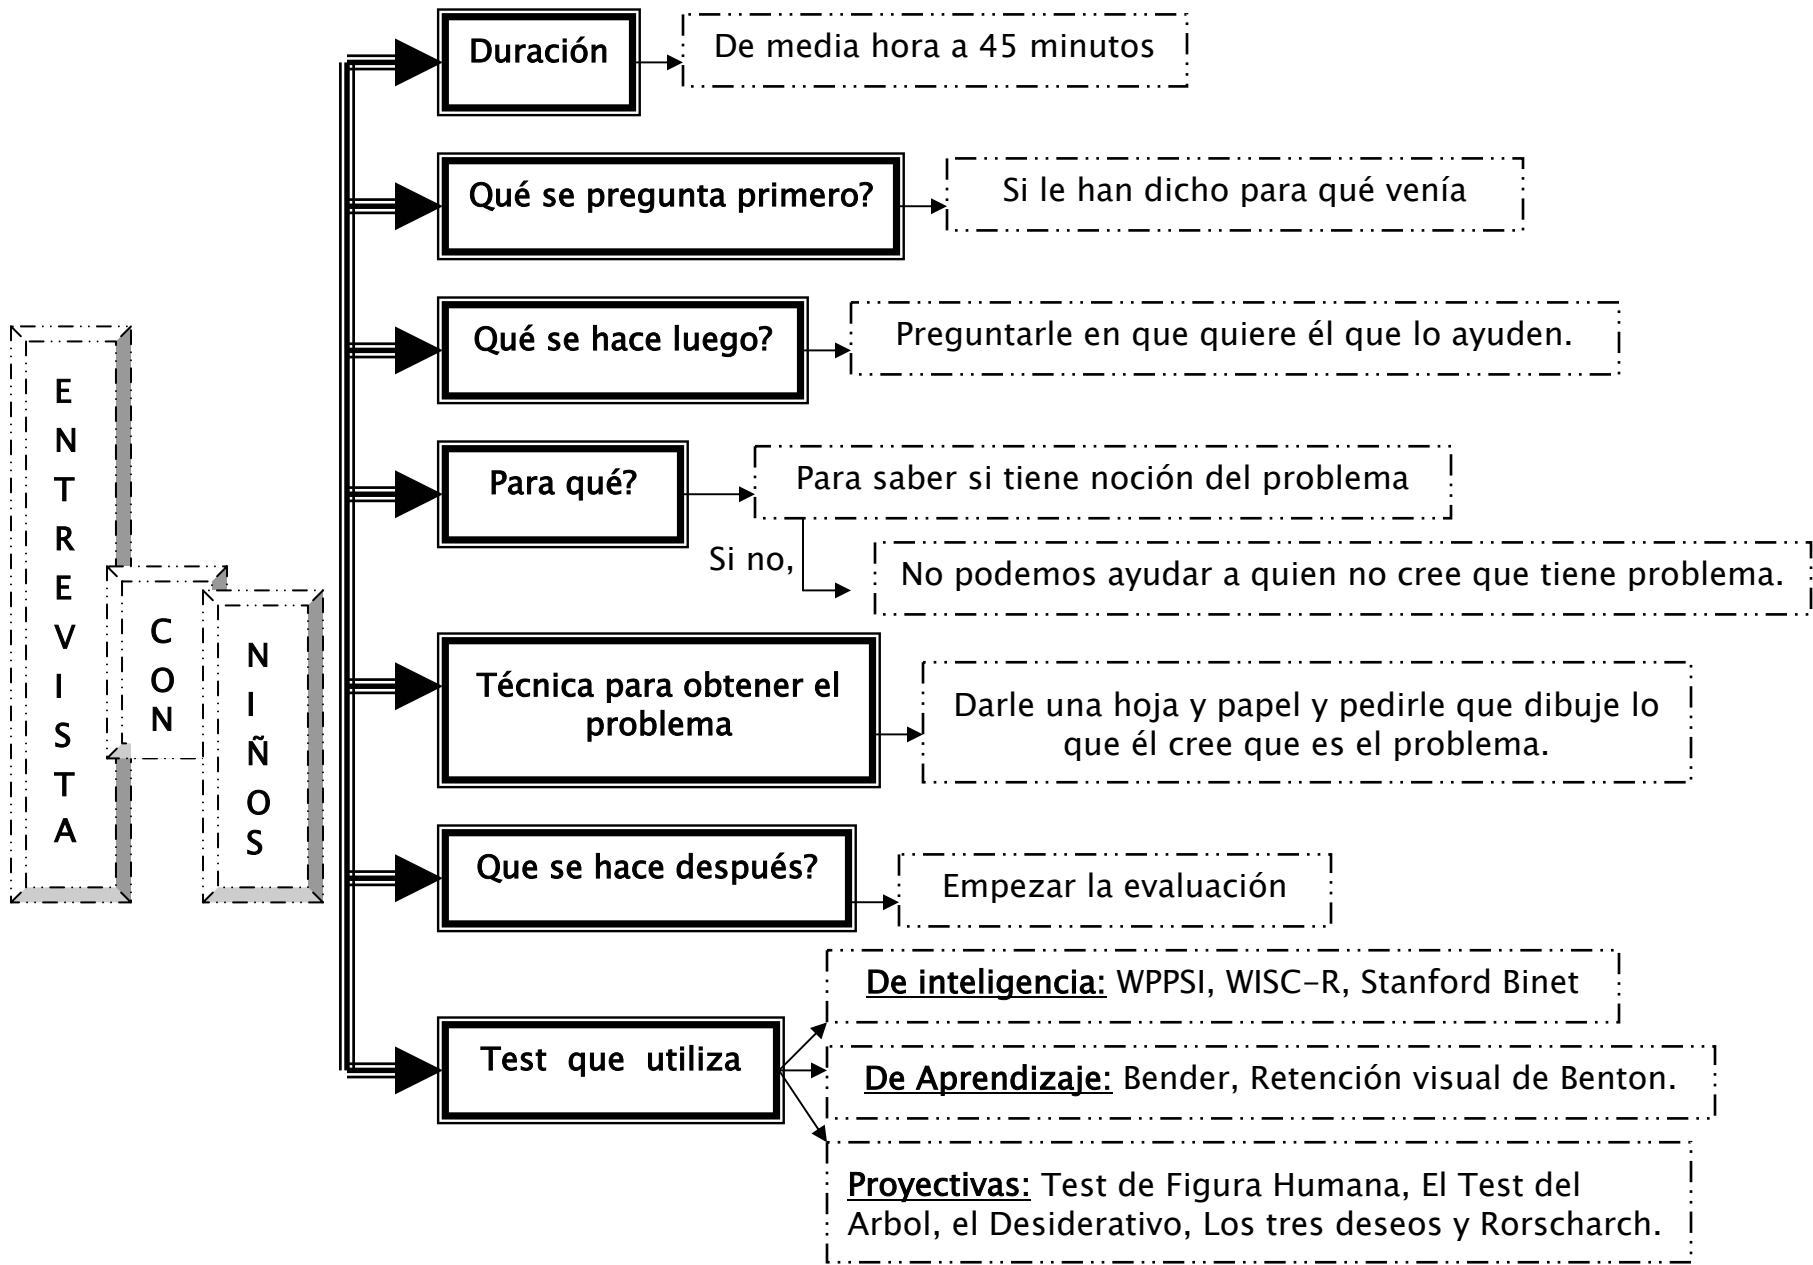 ENTREVISTA
CON
NIÑOS
Duración
De media hora a 45 minutos
Qué se pregunta primero?
Si le han dicho para qué venía
Qué se hace luego?
Preguntarle en que quiere él que lo ayuden.
Para qué?
Para saber si tiene noción del problema
Si no,
No podemos ayudar a quien no cree que tiene problema.
Técnica para obtener el
problema
Darle una hoja y papel y pedirle que dibuje lo
que él cree que es el problema.
Que se hace después?
Empezar la evaluación
Test que utiliza
De inteligencia: WPPSI, WISC-R, Stanford Binet
De Aprendizaje: Bender, Retención visual de Benton.
Proyectivas: Test de Figura Humana, El Test del
Arbol, el Desiderativo, Los tres deseos y Rorscharch.